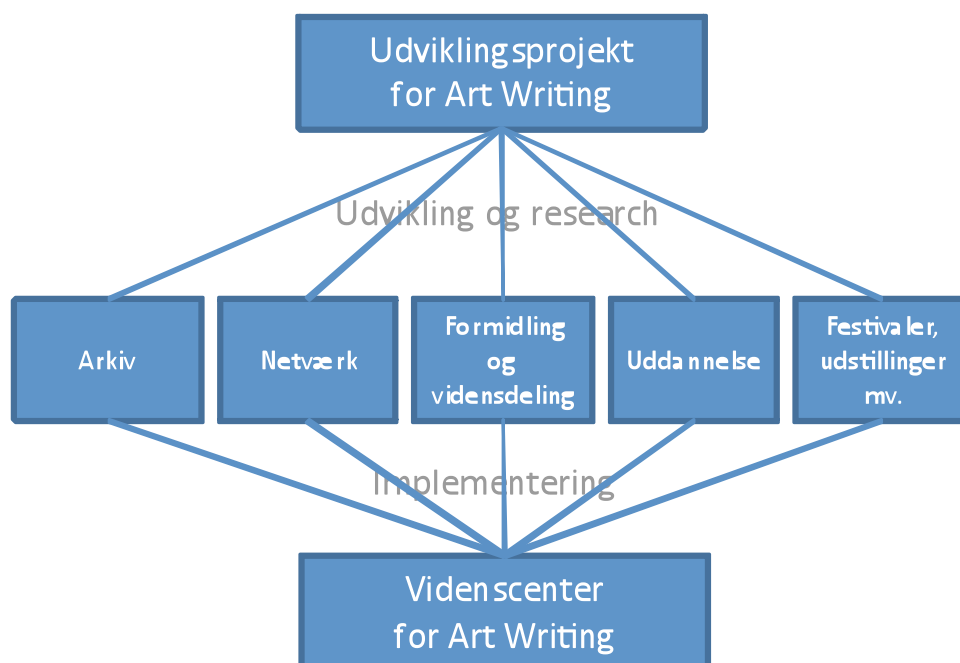 Udviklingsprojekt
for Art Writing
Udvikling og research
Arkiv
Netværk
Formidling
og
vidensdeling
Uddannelse
Festivaler,
udstillinger
mv.
Implementering
Videnscenter
for Art Writing